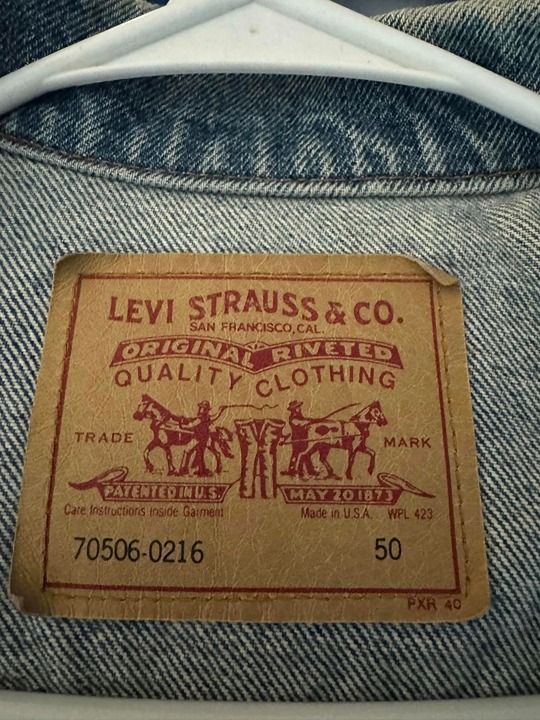 LEVI STRAUSS & CO.
SAN FRANCISCO, CAL.
ORIGINAL RIVETED
QUALITY CLOTHING
TRADE MARK
PATENTED IN U.S. MAY 20 1873
Care Instructions Inside Garment Made in U.S.A. WPL 423
70506-0216 50
PXR 40